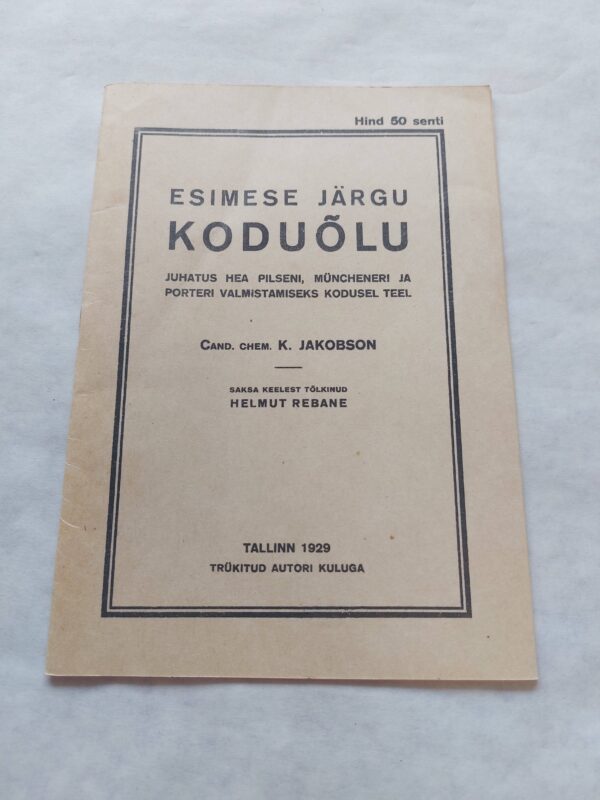 Hind 50 senti
ESIMESE JÄRGU
KODUÕLU
JUHATUS HEA PILSENI, MÜNCHENERI JA
PORTERI VALMISTAMISEKS KODUSEL TEEL.
CAND. CHEM. K. JAKOBSON
SAKSA KEELEST TÕLKINUD
HELMUT REBANE
TALLINN 1929
TRÜKITUD AUTORI KULUGA